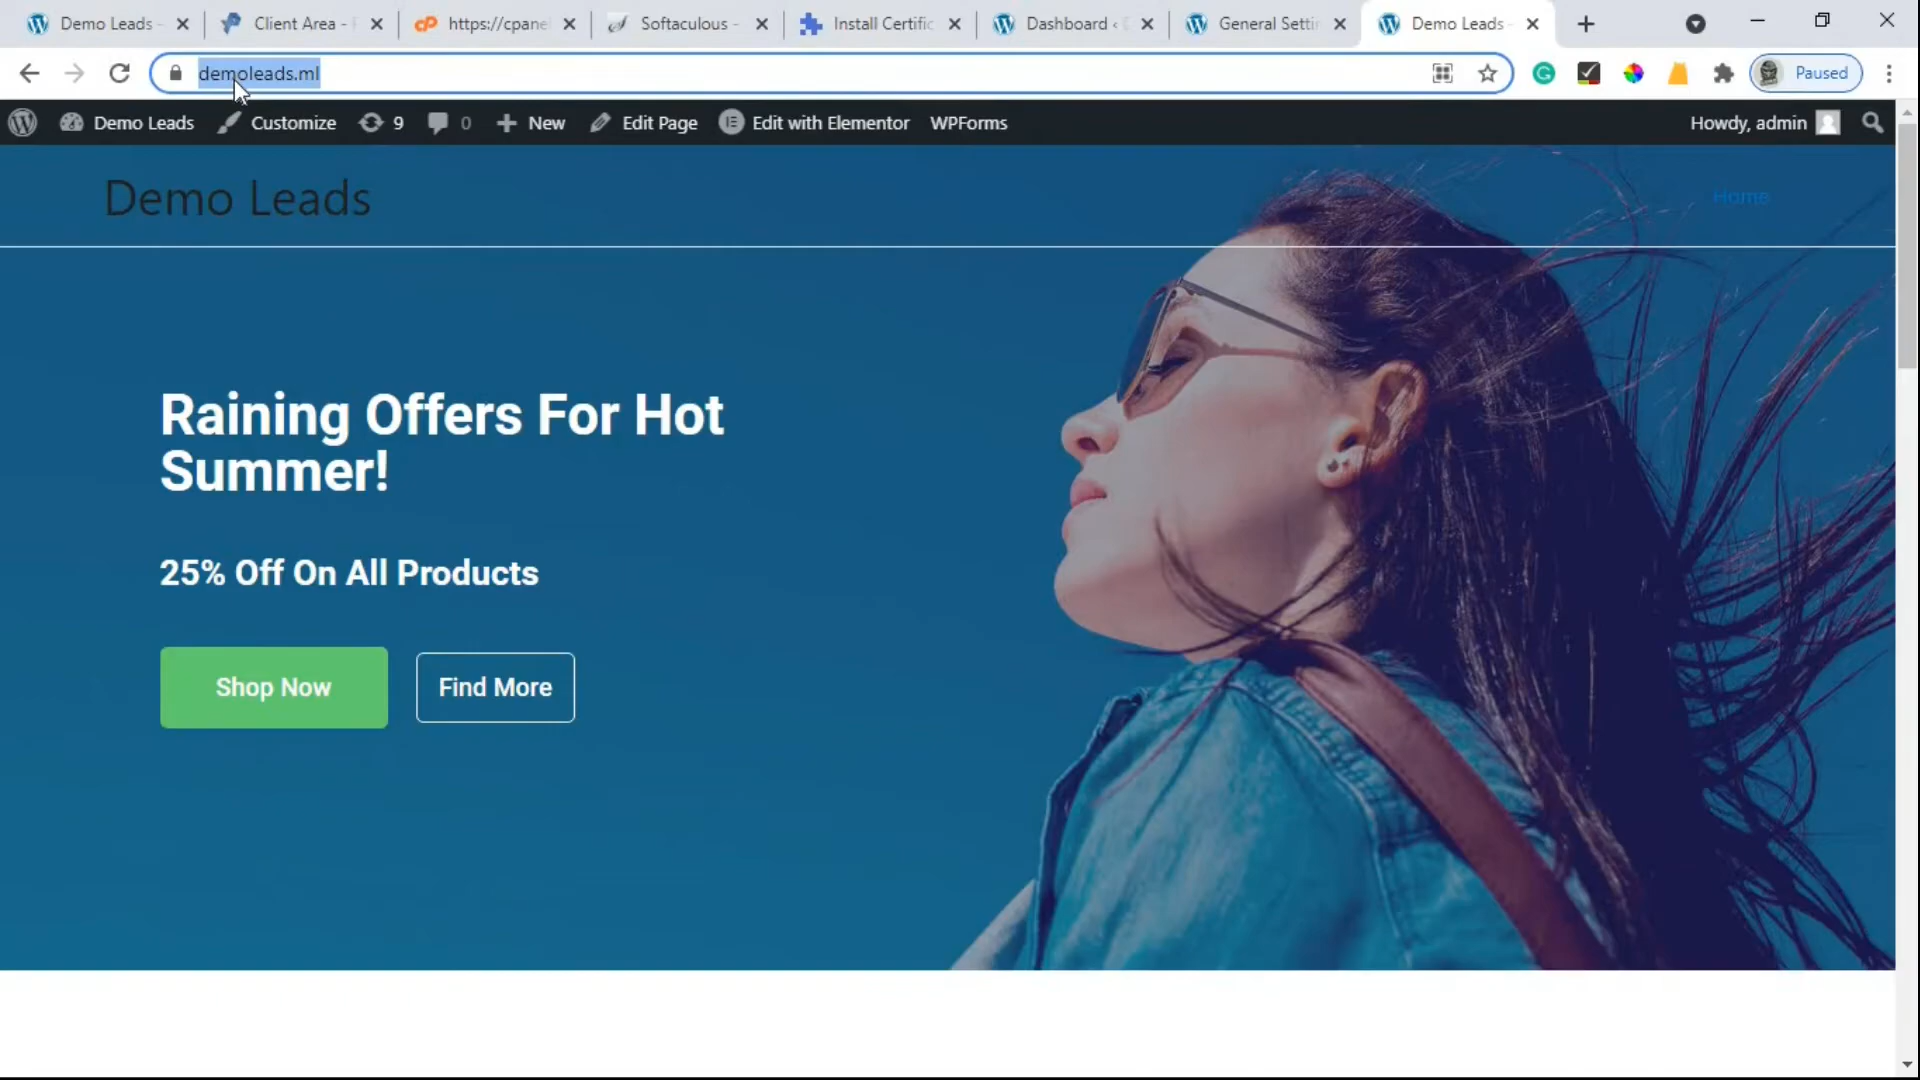 Demo Leads -
Client Area -
https://cpane
Softaculous -
Install Certific
Dashboard ‹
General Setti
Demo Leads -
demoleads.ml
Paused
Demo Leads
Customize
9
0
New
Edit Page
Edit with Elementor
WPForms
Howdy, admin
Demo Leads
Home
Raining Offers For Hot
Summer!
25% Off On All Products
Shop Now
Find More